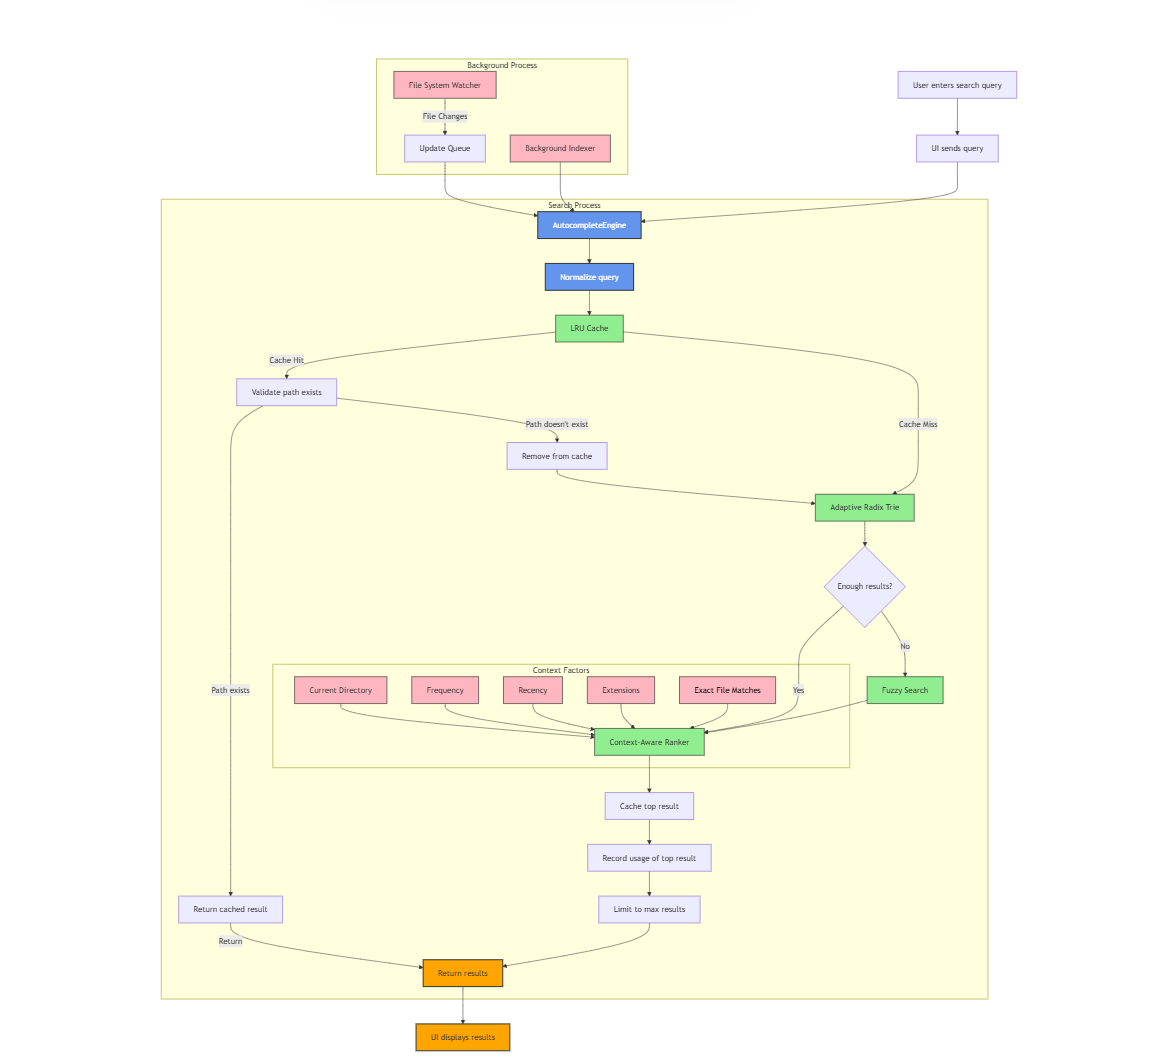 Background Process
File System Watcher
User enters search query
File Changes
Update Queue
Background Indexer
UI sends query
Search Process
AutocompleteEngine
Normalize query
LRU Cache
Cache Hit
Validate path exists
Path doesn't exist
Cache Miss
Remove from cache
Adaptive Radix Trie
Enough results?
No
Context Factors
Current Directory
Frequency
Recency
Extensions
Exact File Matches
Path exists
Yes
Fuzzy Search
Context-Aware Ranker
Cache top result
Record usage of top result
Return cached result
Limit to max results
Return
Return results
UI displays results